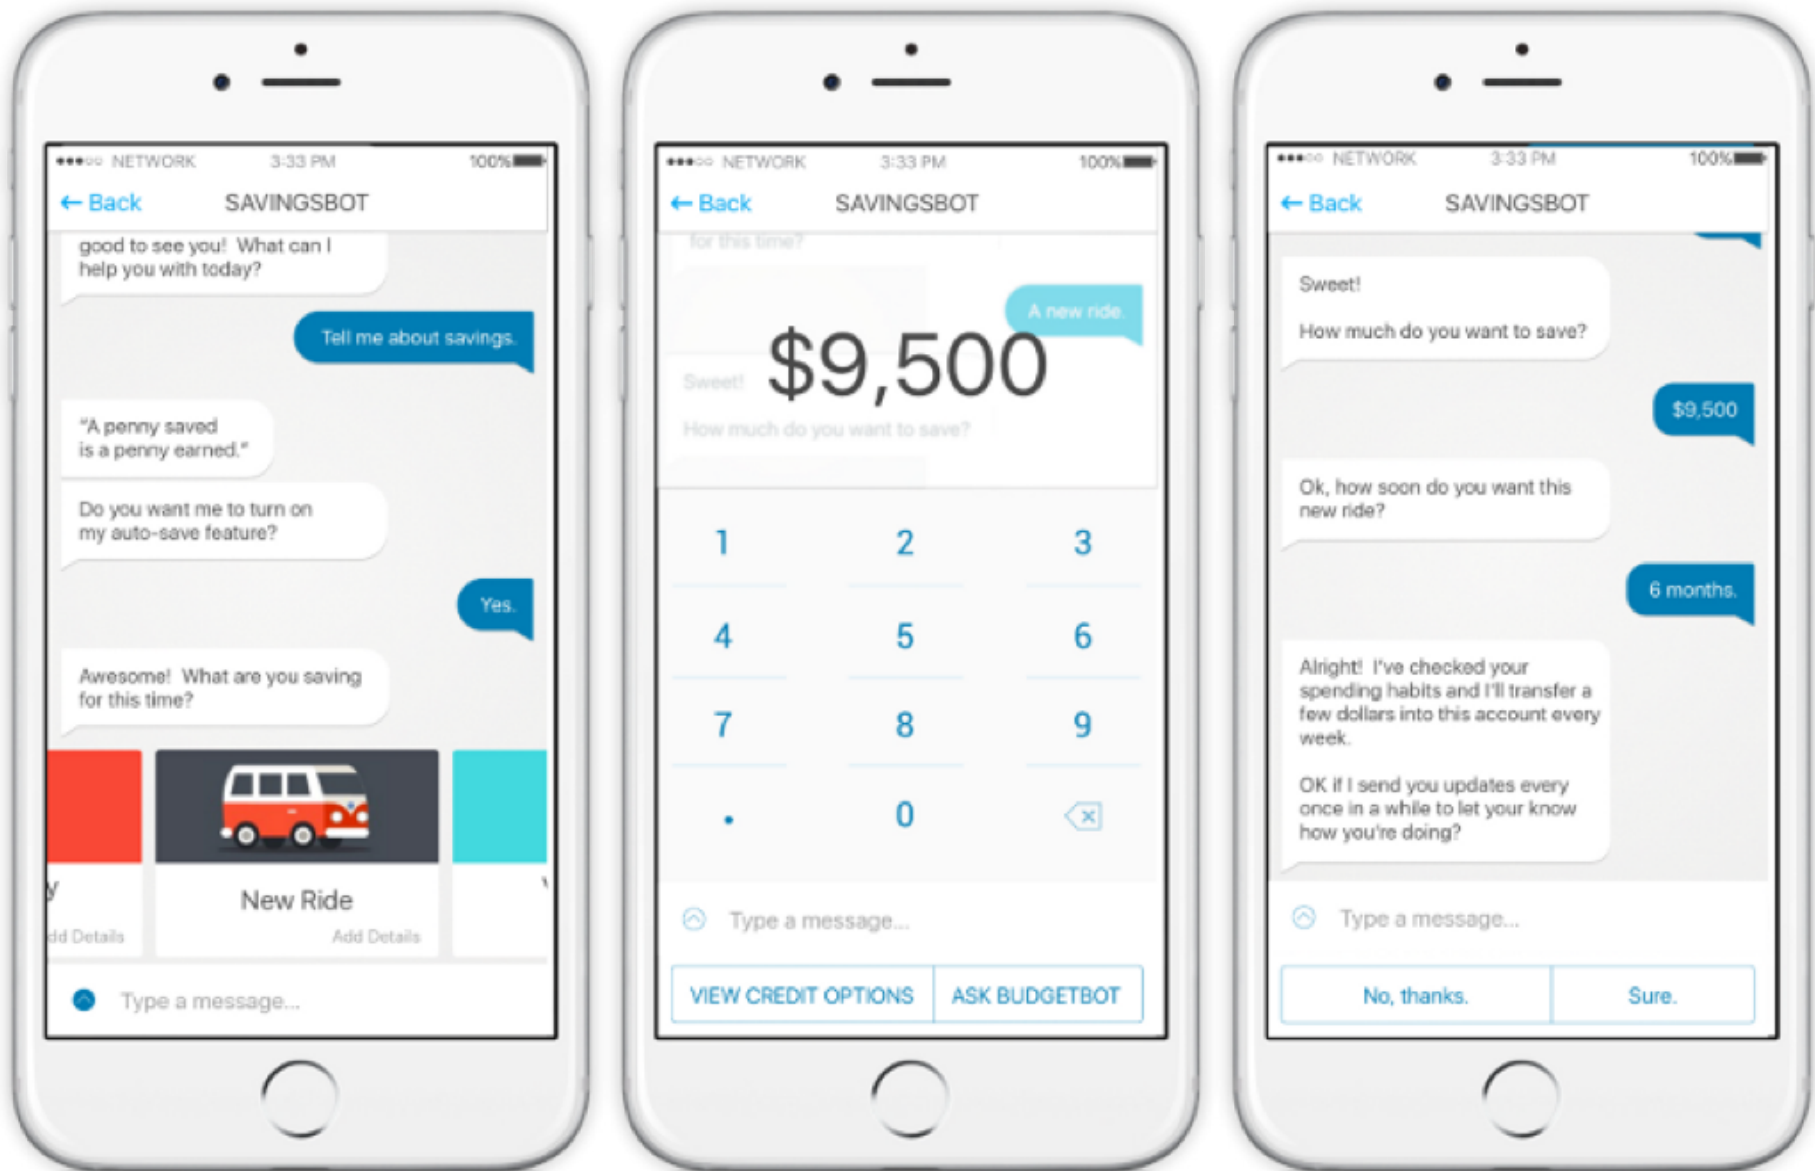 NETWORK 3:33 PM 100%
← Back SAVINGSBOT
good to see you! What can I
help you with today?
Tell me about savings.
"A penny saved
is a penny earned."
Do you want me to turn on
my auto-save feature?
Yes.
Awesome! What are you saving
for this time?
y
New Ride
dd Details
Add Details
Type a message...
NETWORK 3:33 PM 100%
← Back SAVINGSBOT
for this time?
A new ride.
$9,500
Sweet!
How much do you want to save?
1 2 3
4 5 6
7 8 9
. 0
Type a message...
VIEW CREDIT OPTIONS ASK BUDGETBOT
NETWORK 3:33 PM 100%
← Back SAVINGSBOT
Sweet!
How much do you want to save?
$9,500
Ok, how soon do you want this
new ride?
6 months.
Alright! I've checked your
spending habits and I'll transfer a
few dollars into this account every
week.
OK if I send you updates every
once in a while to let your know
how you're doing?
Type a message...
No, thanks. Sure.